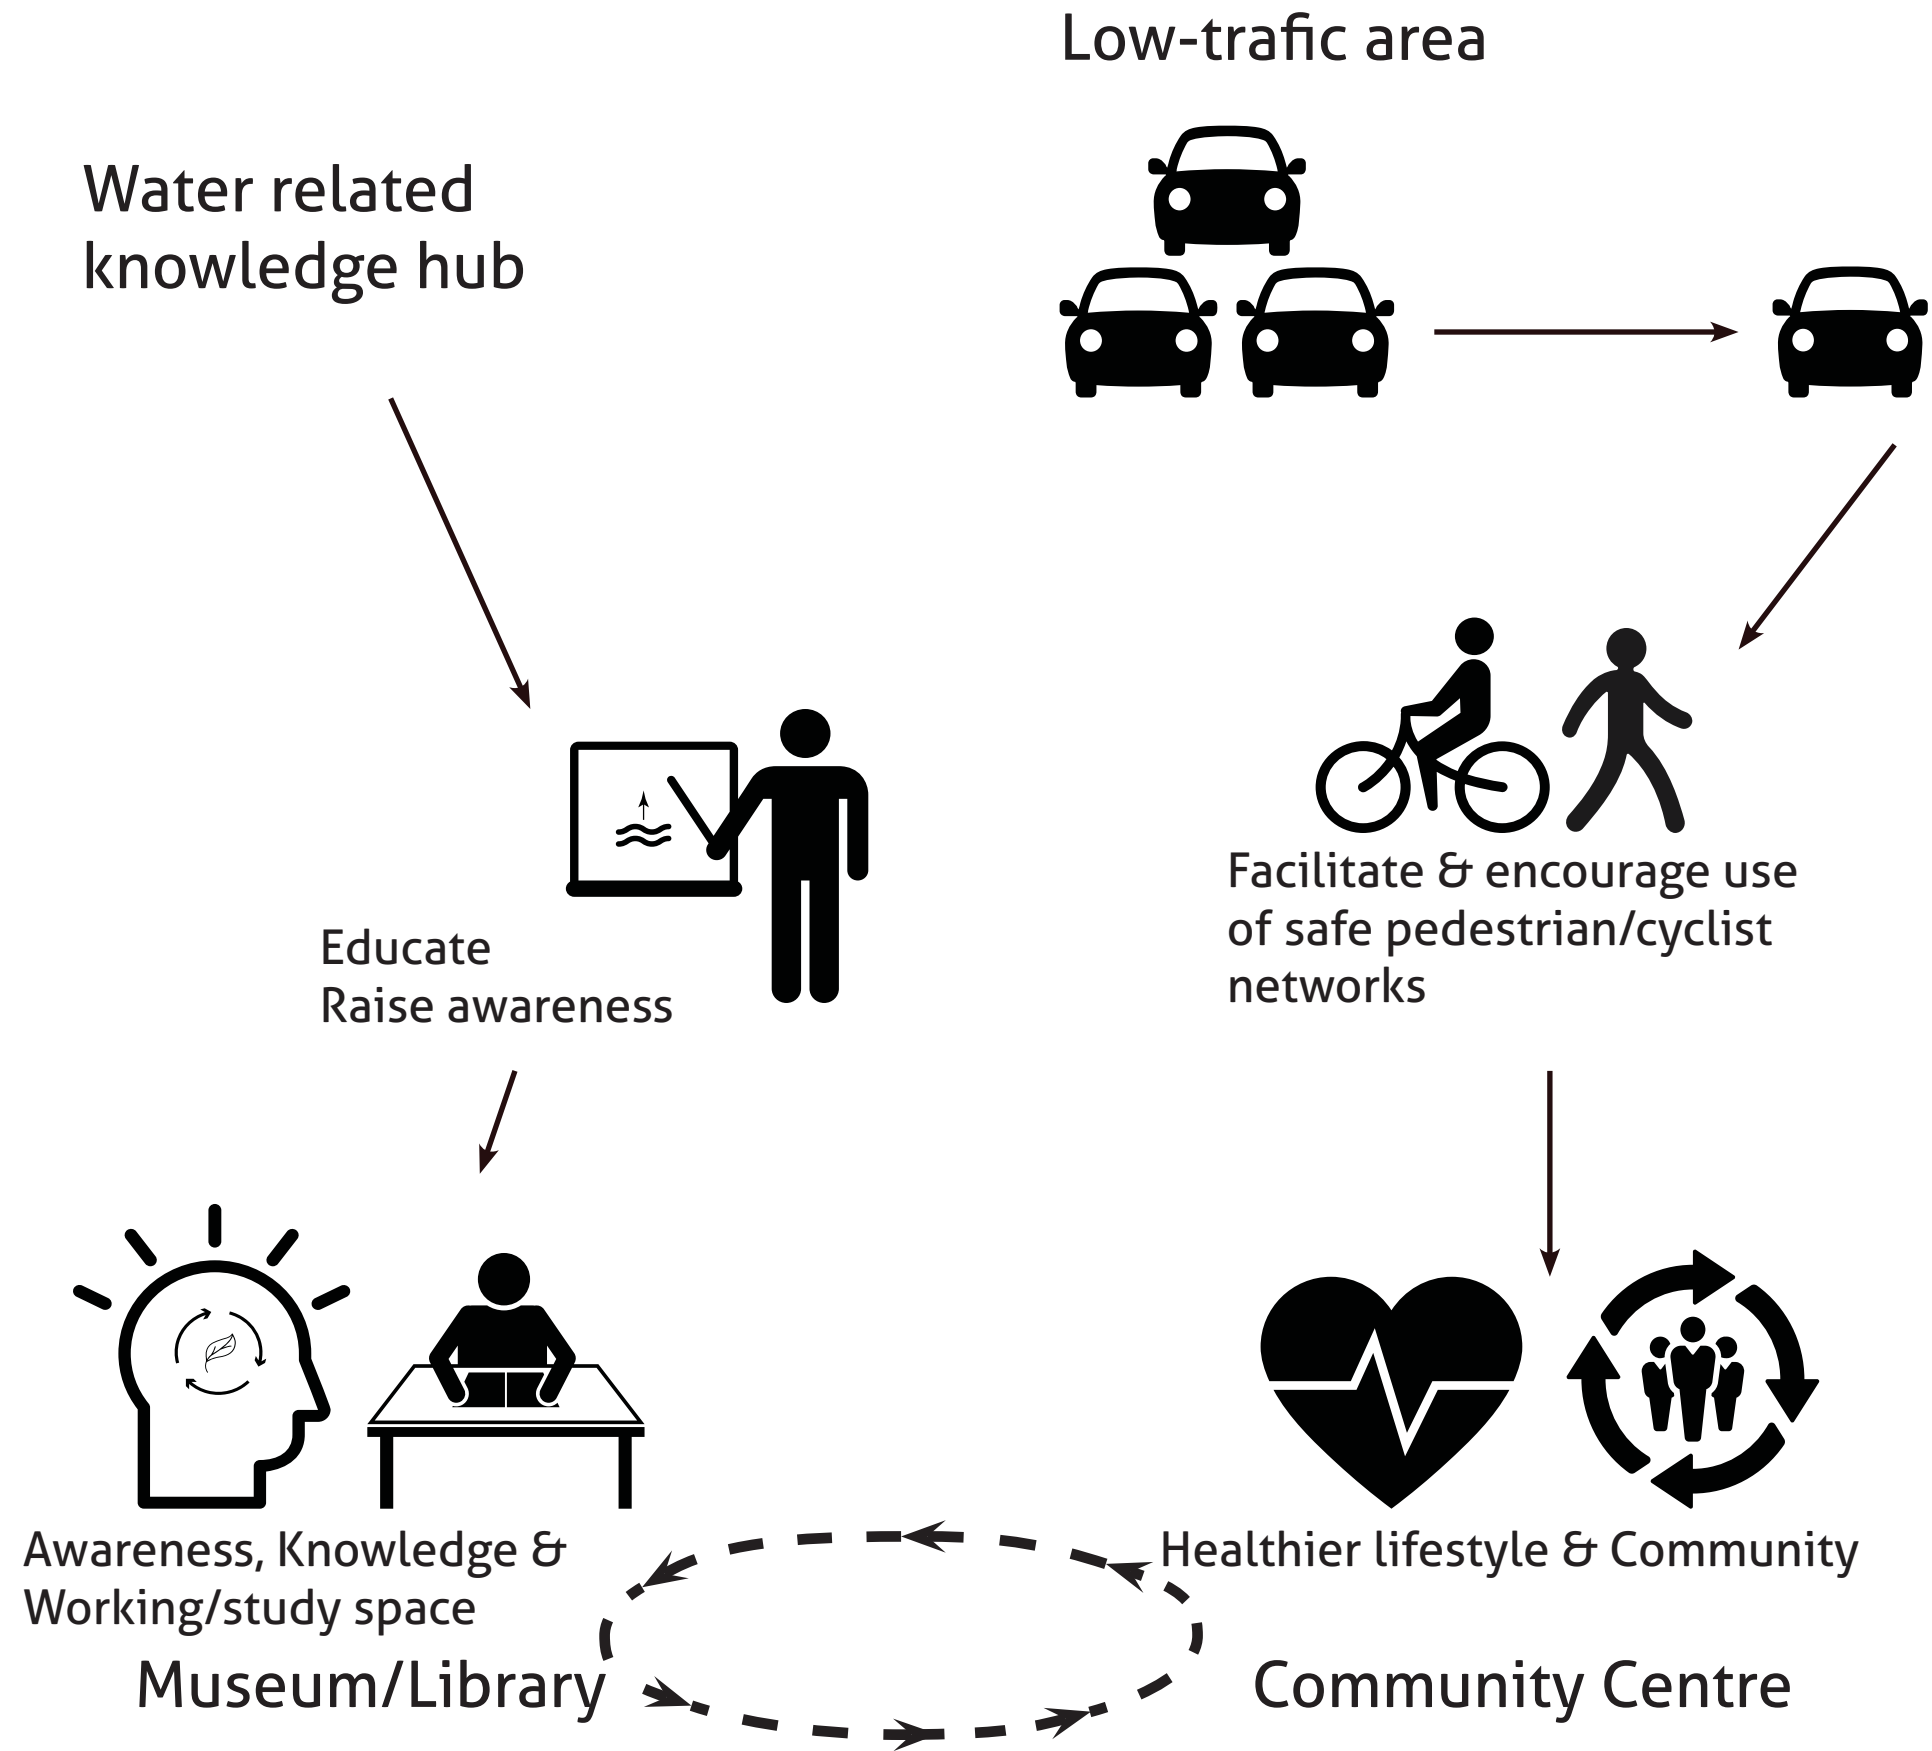 Low-trafic area
Water related
knowledge hub
Facilitate & encourage use
of safe pedestrian/cyclist
networks
Educate
Raise awareness
Awareness, Knowledge &
Working/study space
Museum/Library
Healthier lifestyle & Community
Community Centre